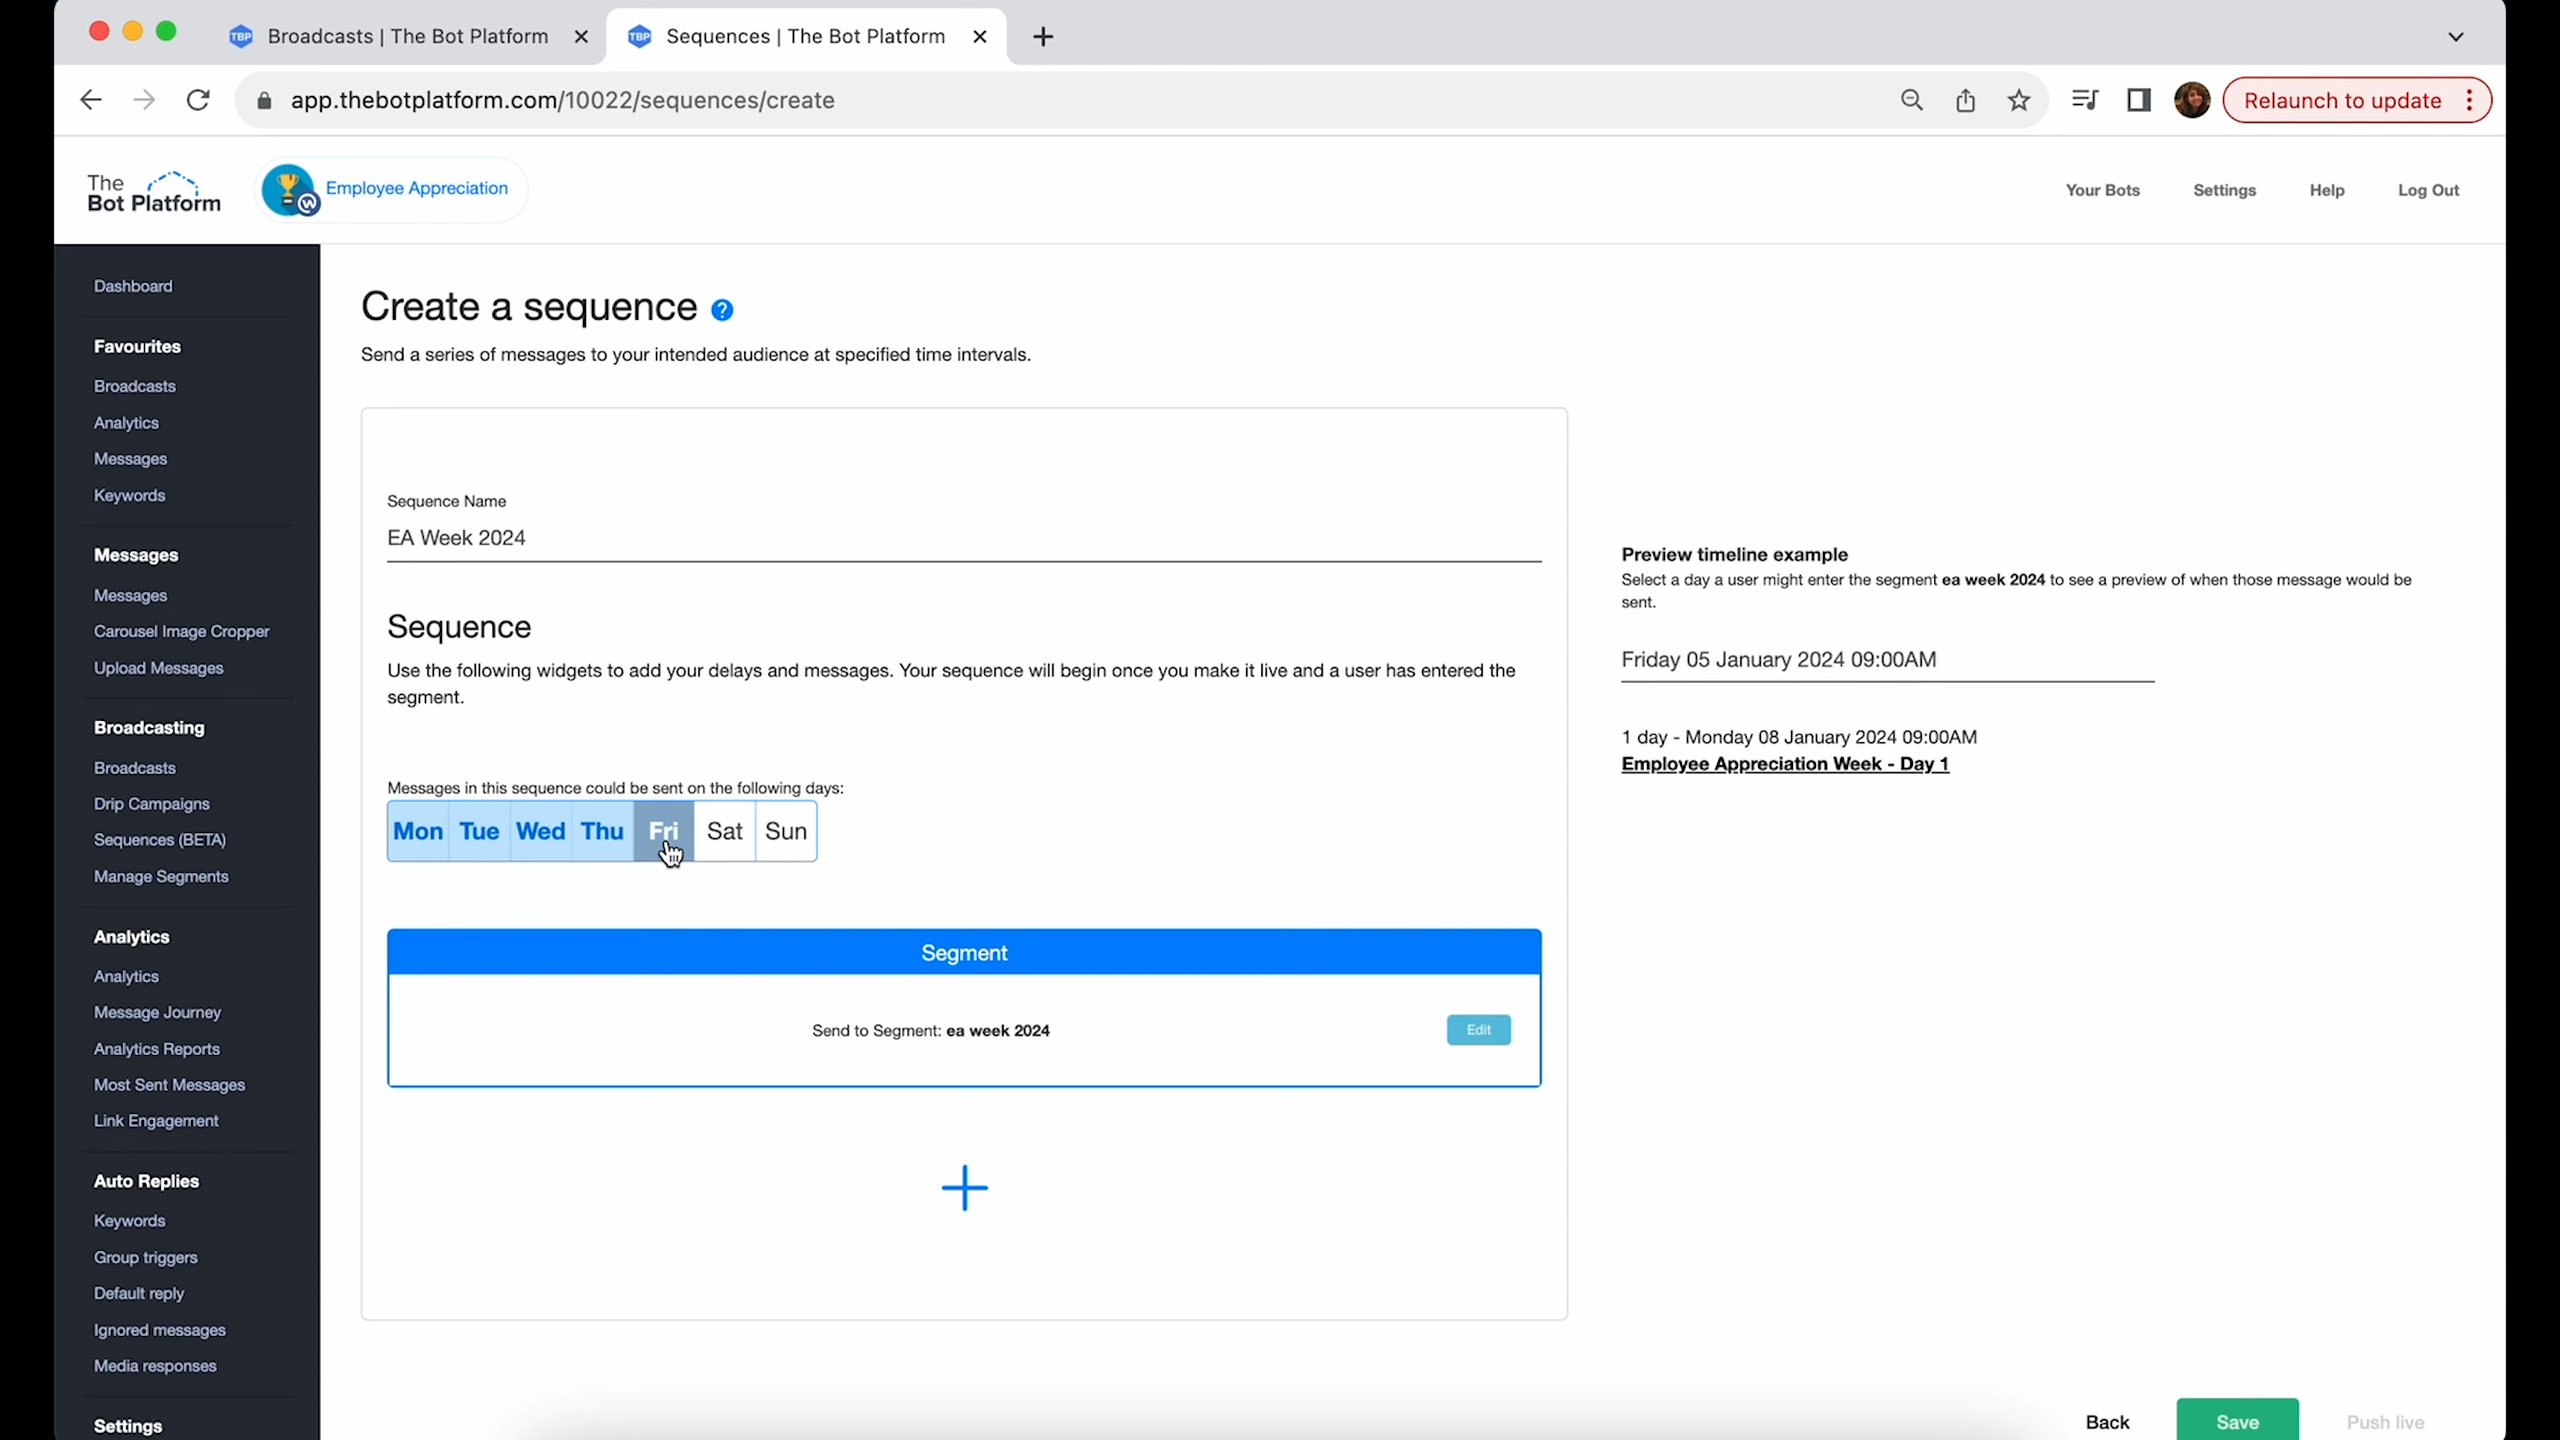 Broadcasts | The Bot Platform
Sequences | The Bot Platform
app.thebotplatform.com/10022/sequences/create
Relaunch to update
The
Bot Platform
Employee Appreciation
Your Bots
Settings
Help
Log Out
Dashboard
Favourites
Broadcasts
Analytics
Messages
Keywords
Messages
Messages
Carousel Image Cropper
Upload Messages
Broadcasting
Broadcasts
Drip Campaigns
Sequences (BETA)
Manage Segments
Analytics
Analytics
Message Journey
Analytics Reports
Most Sent Messages
Link Engagement
Auto Replies
Keywords
Group triggers
Default reply
Ignored messages
Media responses
Settings
Create a sequence ?
Send a series of messages to your intended audience at specified time intervals.
Sequence Name
EA Week 2024
Sequence
Use the following widgets to add your delays and messages. Your sequence will begin once you make it live and a user has entered the
segment.
Messages in this sequence could be sent on the following days:
Mon Tue Wed Thu Fri Sat Sun
Segment
Send to Segment: ea week 2024
Edit
Preview timeline example
Select a day a user might enter the segment ea week 2024 to see a preview of when those message would be
sent.
Friday 05 January 2024 09:00AM
1 day - Monday 08 January 2024 09:00AM
Employee Appreciation Week - Day 1
Back
Save
Push live